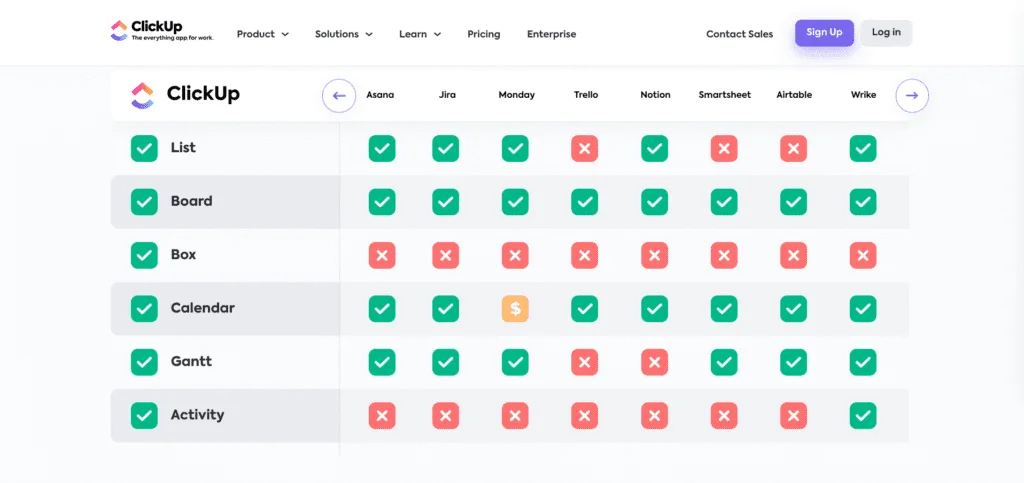 ClickUp
The everything app for work.
Product Solutions Learn Pricing Enterprise Contact Sales Sign Up Log in
ClickUp Asana Jira Monday Trello Notion Smartsheet Airtable Wrike
List
Board
Box
Calendar $
Gantt
Activity